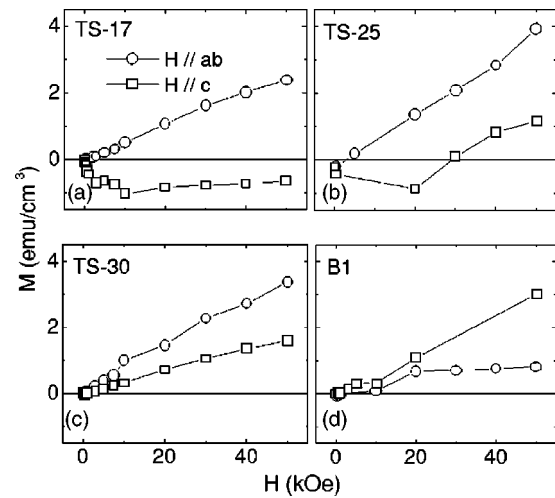 TS-17
TS-25
H // ab
H // c
4
2
0
(a)
(b)
M (emu/cm³)
TS-30
B1
4
2
0
(c)
(d)
0 20 40 0 20 40
H (kOe)